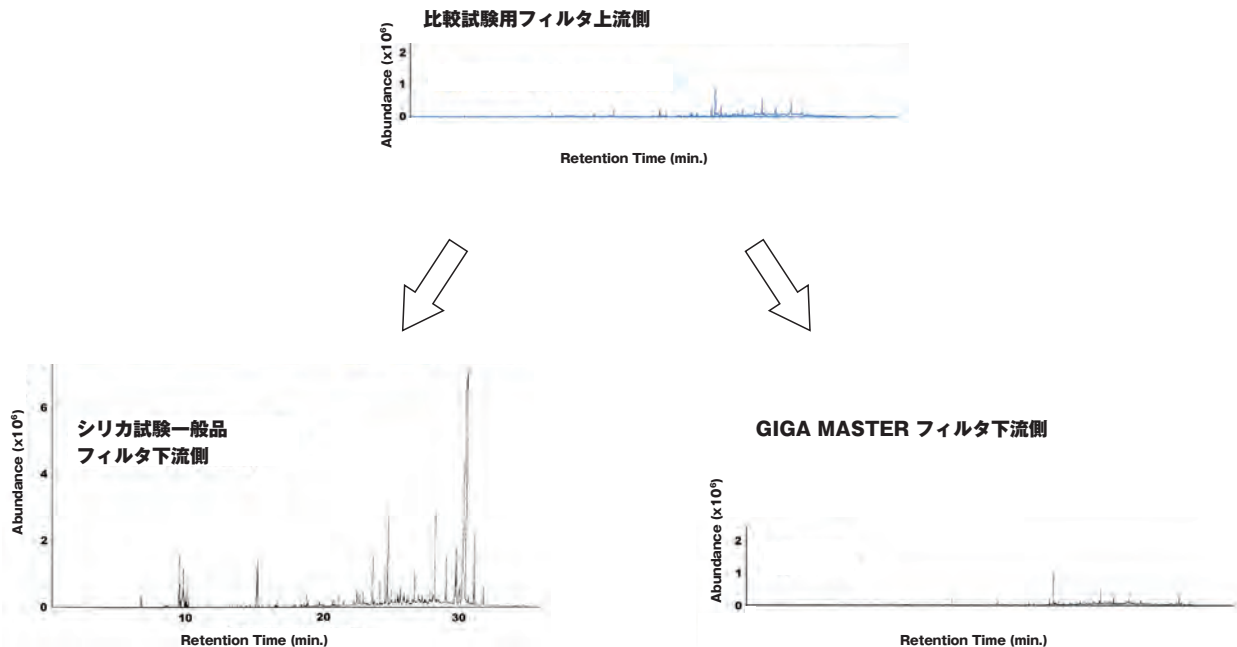 比較試験用フィルタ上流側
Abundance (x10⁶)
2
1
0
Retention Time (min.)
シリカ試験一般品
フィルタ下流側
Abundance (x10⁶)
6
4
2
0
10
20
30
Retention Time (min.)
GIGA MASTER フィルタ下流側
Abundance (x10⁶)
2
1
0
Retention Time (min.)